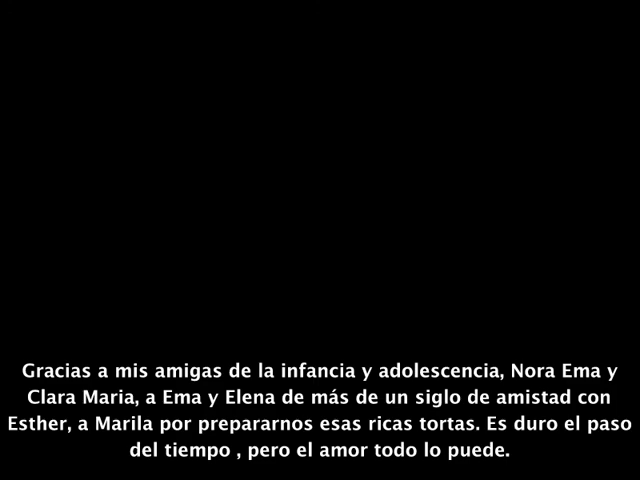 Gracias a mis amigas de la infancia y adolescencia, Nora Ema y
Clara Maria, a Ema y Elena de más de un siglo de amistad con
Esther, a Marila por prepararnos esas ricas tortas. Es duro el paso
del tiempo , pero el amor todo lo puede.